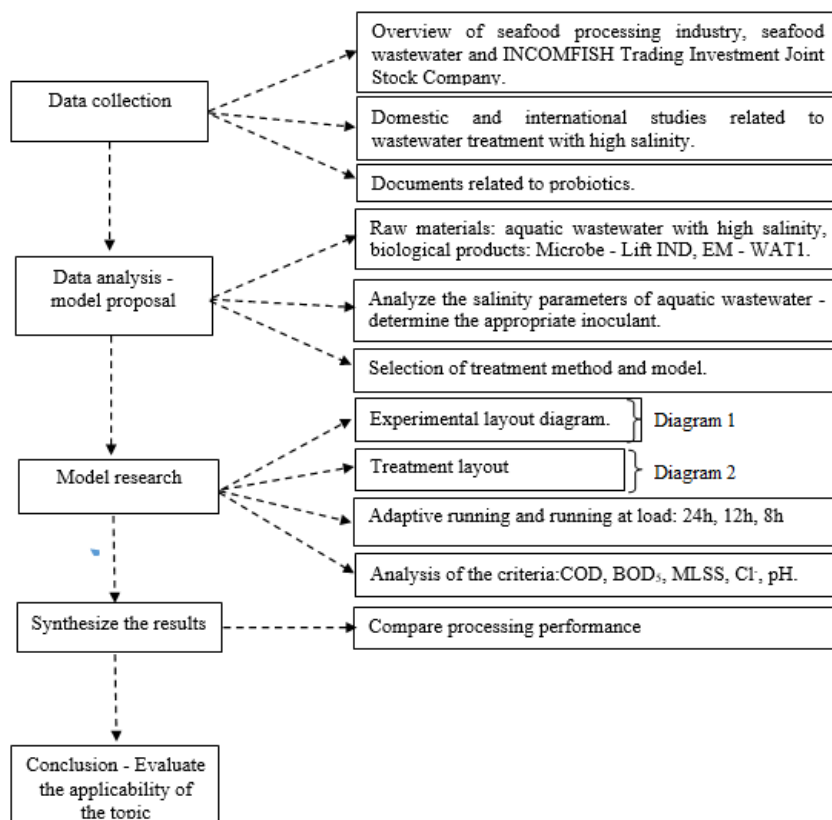 Overview of seafood processing industry, seafood
wastewater and INCOMFISH Trading Investment Joint
Stock Company.
Data collection
Domestic and international studies related to
wastewater treatment with high salinity.
Documents related to probiotics.
Raw materials: aquatic wastewater with high salinity,
biological products: Microbe - Lift IND, EM - WAT1.
Data analysis -
model proposal
Analyze the salinity parameters of aquatic wastewater -
determine the appropriate inoculant.
Selection of treatment method and model.
Experimental layout diagram. Diagram 1
Model research
Treatment layout Diagram 2
Adaptive running and running at load: 24h, 12h, 8h
Analysis of the criteria:COD, BOD₅, MLSS, Cl⁻, pH.
Synthesize the results
Compare processing performance
Conclusion - Evaluate
the applicability of
the topic